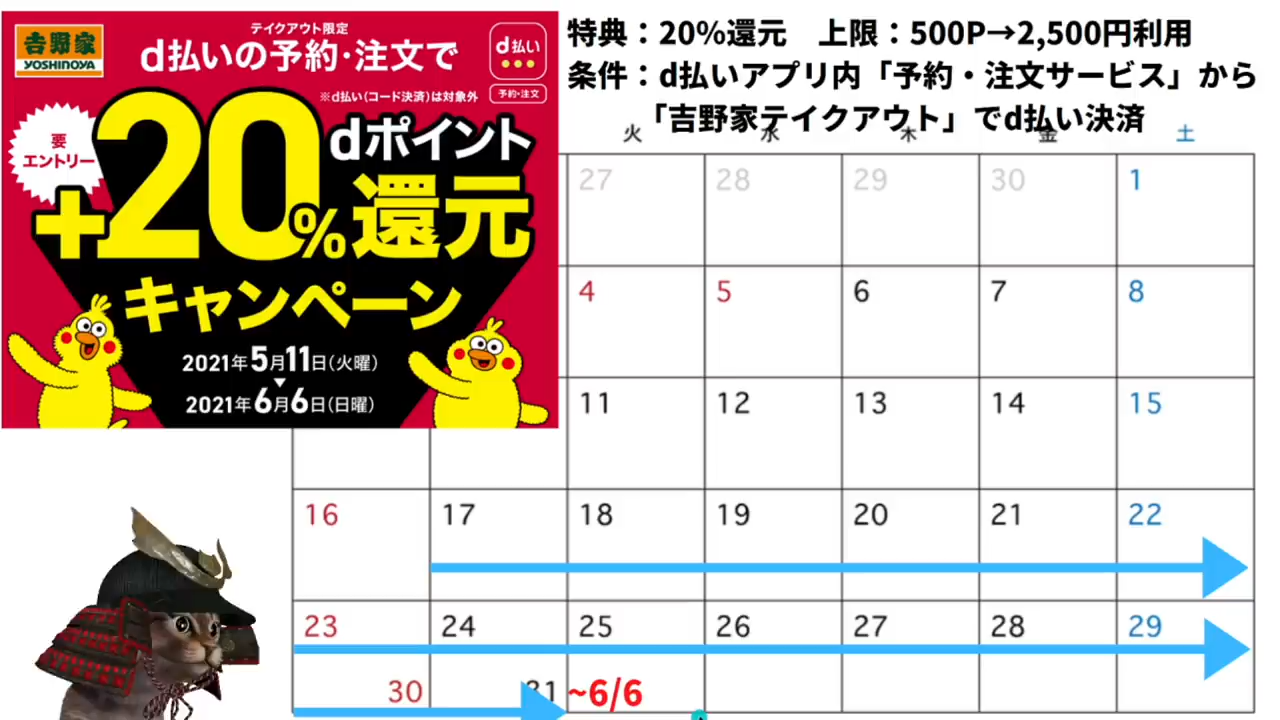 吉野家
YOSHINOYA
テイクアウト限定
d払いの予約・注文で
d払い
予約・注文
※d払い(コード決済)は対象外
要
エントリー
+20%
dポイント
還元
キャンペーン
2021年5月11日(火曜)
2021年6月6日(日曜)
特典：20%還元　上限：500P→2,500円利用
条件：d払いアプリ内「予約・注文サービス」から
「吉野家テイクアウト」でd払い決済
火 水 木 金 土
27 28 29 30 1
4 5 6 7 8
11 12 13 14 15
16 17 18 19 20 21 22
23 24 25 26 27 28 29
30 31 ~6/6